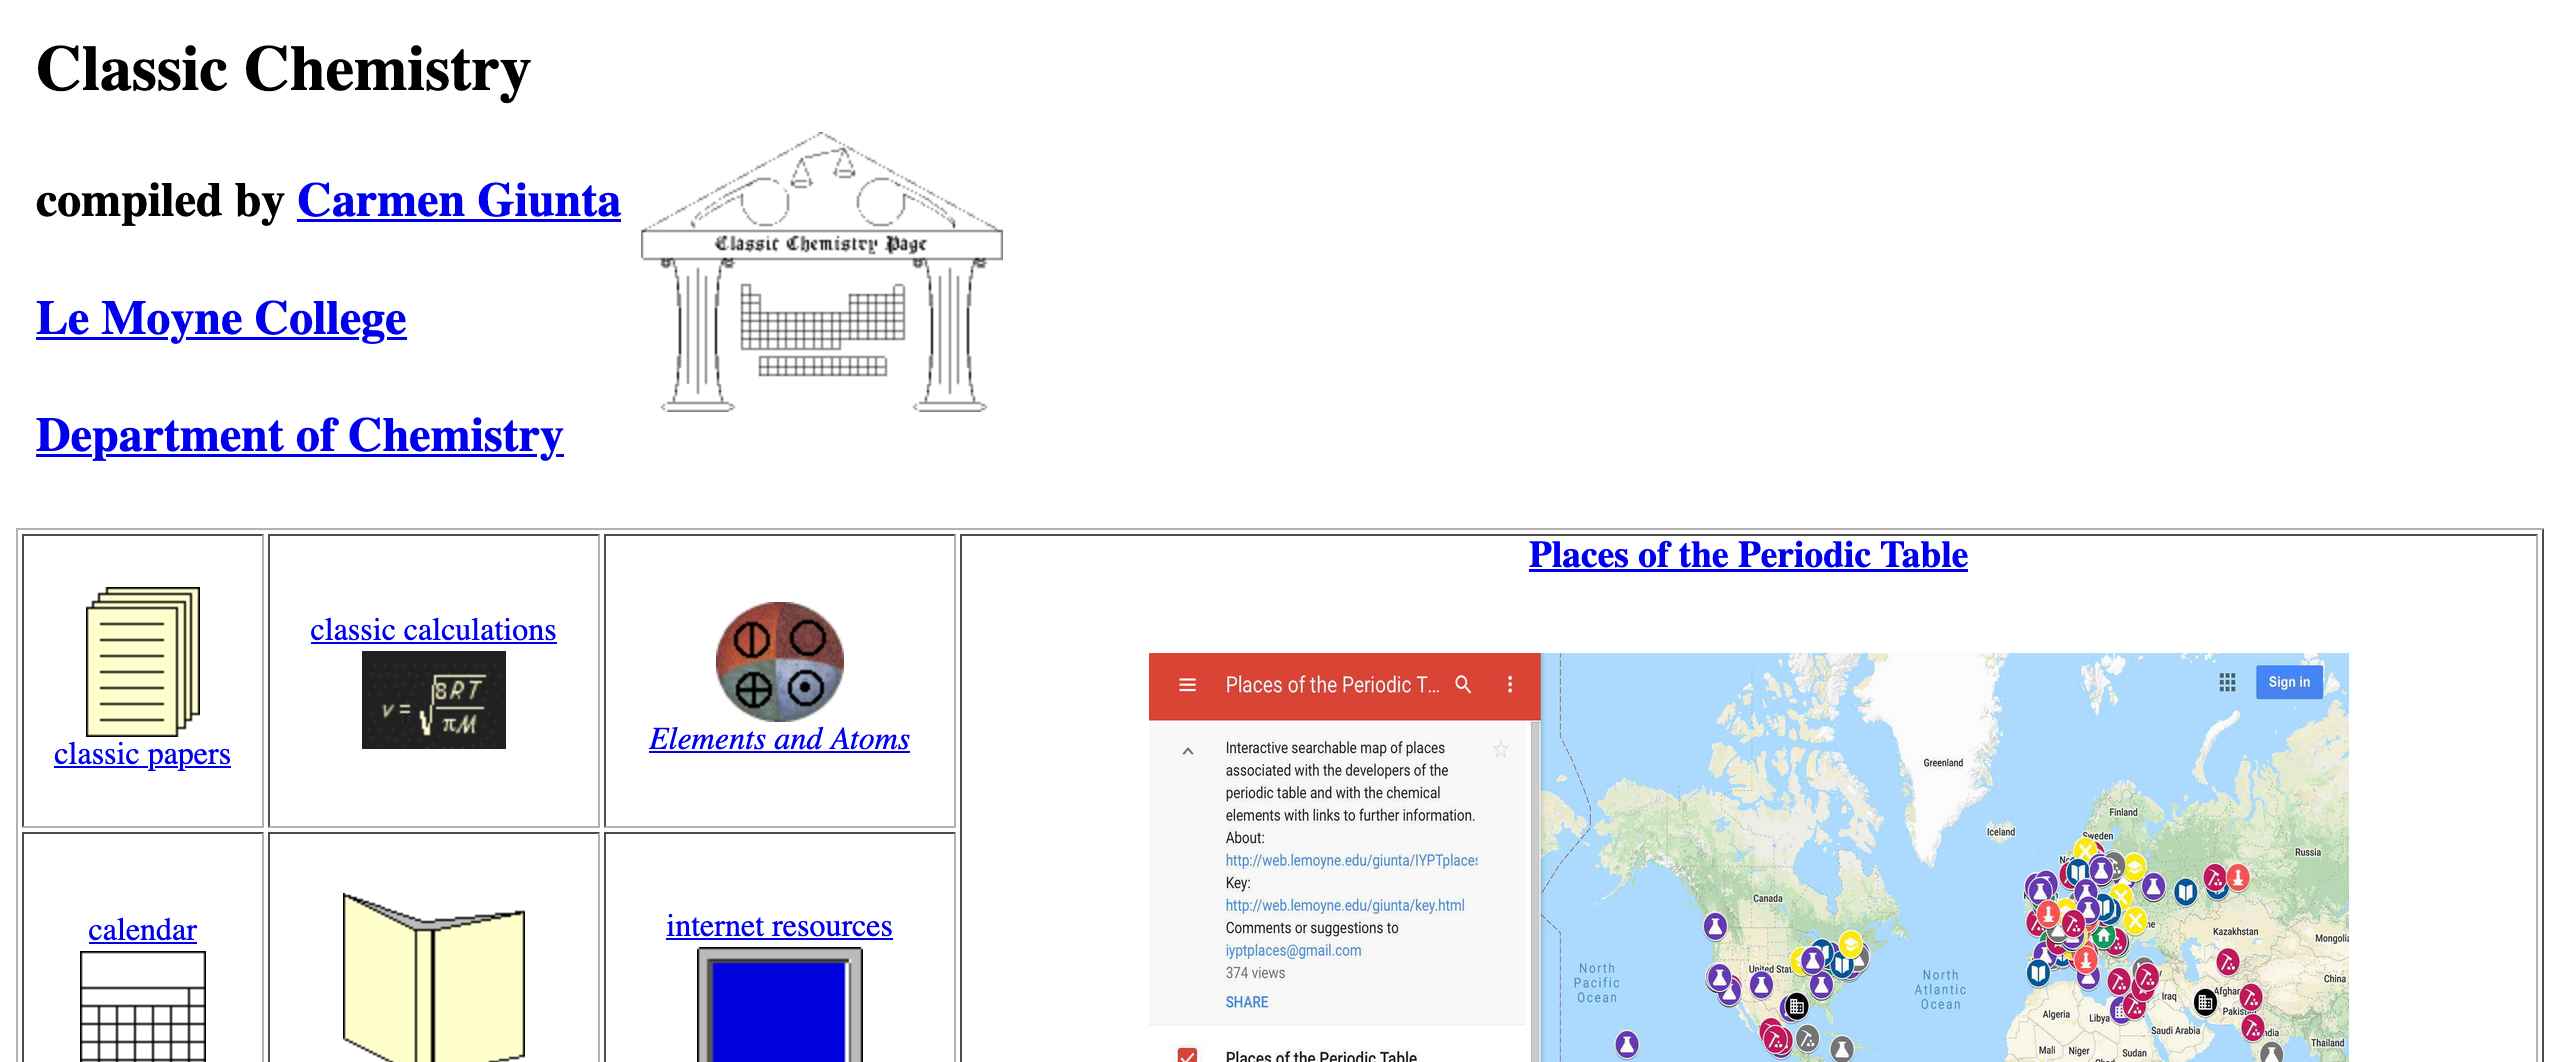 Classic Chemistry
compiled by Carmen Giunta
Classic Chemistry Page
Le Moyne College
Department of Chemistry
classic papers
classic calculations
v = √8RT
πM
Elements and Atoms
calendar
internet resources
Places of the Periodic Table
Places of the Periodic T...
Interactive searchable map of places
associated with the developers of the
periodic table and with the chemical
elements with links to further information.
About:
http://web.lemoyne.edu/giunta/IYPTplaces
Key:
http://web.lemoyne.edu/giunta/key.html
Comments or suggestions to
iyptplaces@gmail.com
374 views
SHARE
Places of the Periodic Table
Sign in
Greenland
Iceland
Finland
Sweden
Russia
Canada
Kazakhstan
Mongoli
North
Pacific
Ocean
United Stat
North
Atlantic
Ocean
China
Iraq
Afghan
Algeria
Libya
Pakist
Saudi Arabia
ndia
Mali
Niger
Sudan
Thailand